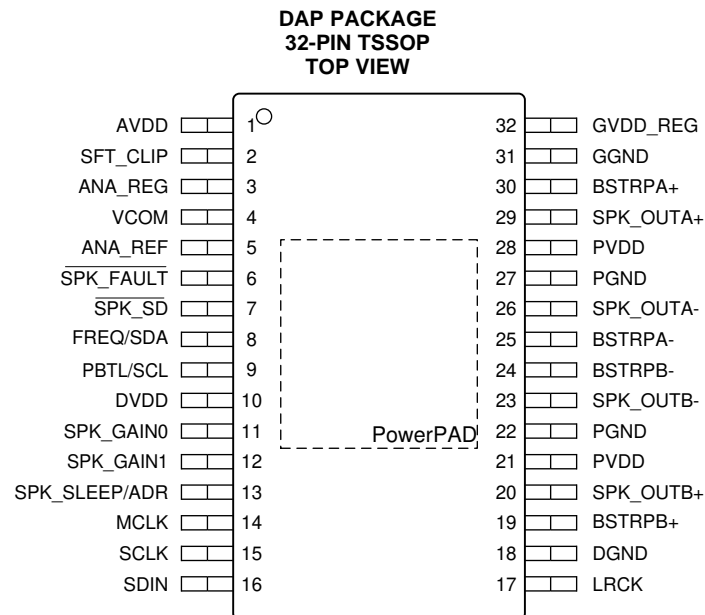 DAP PACKAGE
32-PIN TSSOP
TOP VIEW
AVDD 1 32 GVDD_REG
SFT_CLIP 2 31 GGND
ANA_REG 3 30 BSTRPA+
VCOM 4 29 SPK_OUTA+
ANA_REF 5 28 PVDD
SPK_FAULT 6 27 PGND
SPK_SD 7 26 SPK_OUTA-
FREQ/SDA 8 25 BSTRPA-
PBTL/SCL 9 24 BSTRPB-
DVDD 10 23 SPK_OUTB-
SPK_GAIN0 11 PowerPAD 22 PGND
SPK_GAIN1 12 21 PVDD
SPK_SLEEP/ADR 13 20 SPK_OUTB+
MCLK 14 19 BSTRPB+
SCLK 15 18 DGND
SDIN 16 17 LRCK